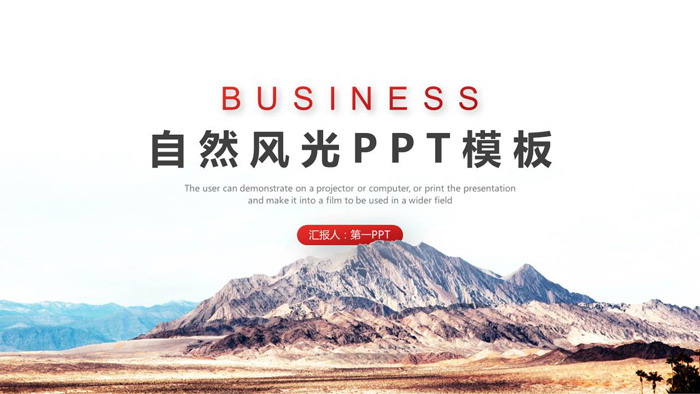 BUSINESS
自然风光PPT模板
The user can demonstrate on a projector or computer, or print the presentation
and make it into a film to be used in a wider field
汇报人：第一PPT